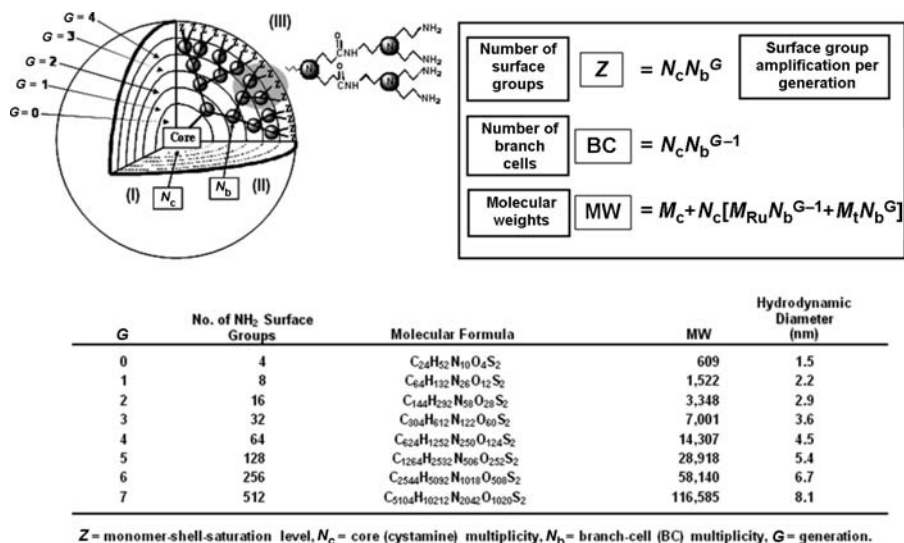 G = 4
G = 3
G = 2
G = 1
G = 0
(III)
Core
(I)
(II)
Nc
Nb
Z
N
O
C
NH
N
NH2
NH2
C
O
NH
N
NH2
NH2
Number of surface groups
Z
= NcNb^G
Surface group amplification per generation
Number of branch cells
BC
= NcNb^G–1
Molecular weights
MW
= Mc + Nc[MRuNb^G–1 + MtNb^G]
G No. of NH2 Surface Groups Molecular Formula MW Hydrodynamic Diameter (nm)
0 4 C24H52N10O4S2 609 1.5
1 8 C64H132N26O12S2 1,522 2.2
2 16 C144H292N58O28S2 3,348 2.9
3 32 C304H612N122O60S2 7,001 3.6
4 64 C624H1252N250O124S2 14,307 4.5
5 128 C1264H2532N506O252S2 28,918 5.4
6 256 C2544H5092N1018O508S2 58,140 6.7
7 512 C5104H10212N2042O1020S2 116,585 8.1
Z = monomer-shell-saturation level, Nc = core (cystamine) multiplicity, Nb = branch-cell (BC) multiplicity, G = generation.